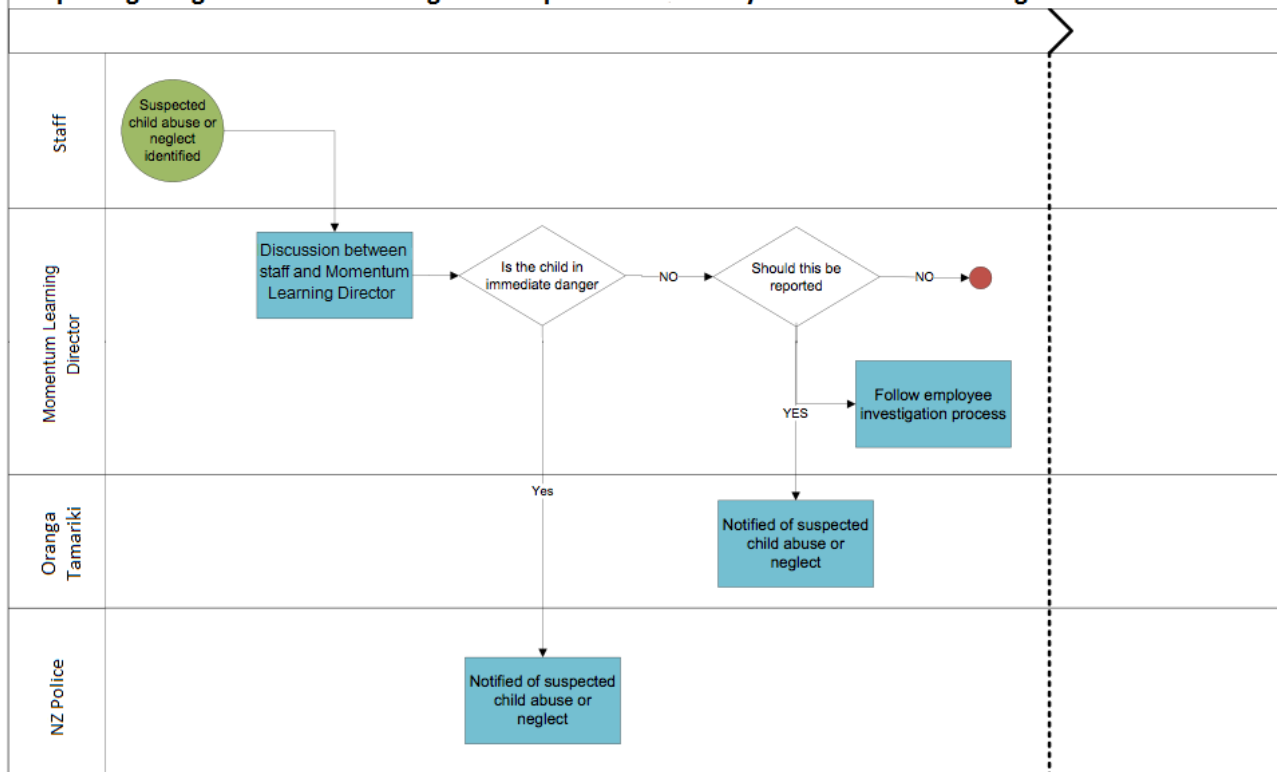 Staff
Suspected
child abuse or
neglect
identified
Momentum Learning
Director
Discussion between
staff and Momentum
Learning Director
Is the child in
immediate danger
NO
Should this be
reported
NO
YES
Follow employee
investigation process
Oranga
Tamariki
Yes
Notified of suspected
child abuse or
neglect
NZ Police
Notified of suspected
child abuse or
neglect